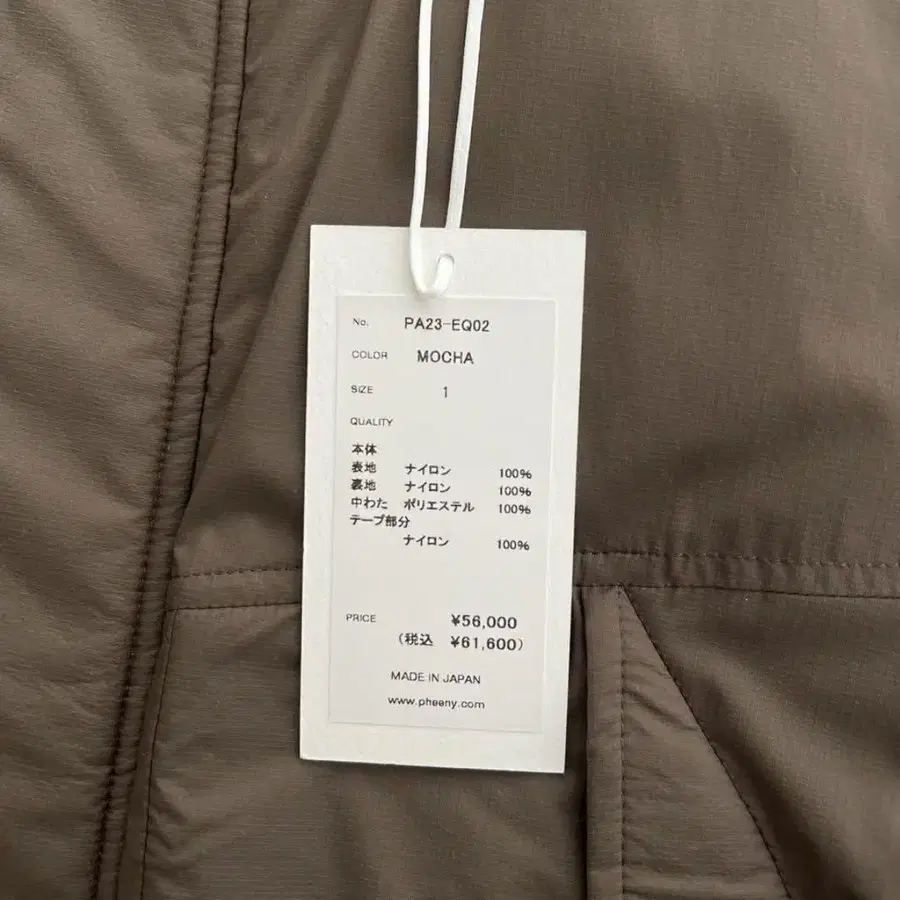 No. PA23-EQ02
COLOR MOCHA
SIZE 1
QUALITY
本体
表地 ナイロン 100%
裏地 ナイロン 100%
中わた ポリエステル 100%
テープ部分
ナイロン 100%
PRICE ¥56,000
(税込 ¥61,600)
MADE IN JAPAN
www.pheeny.com